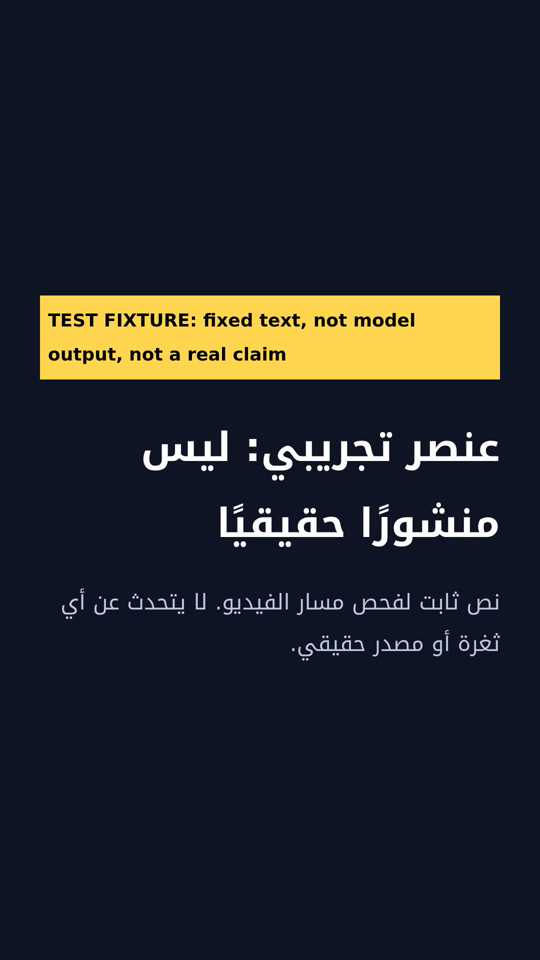 TEST FIXTURE: fixed text, not model
output, not a real claim
عنصر تجريبي: ليس
منشورًا حقيقيًا
نص ثابت لفحص مسار الفيديو. لا يتحدث عن أي
ثغرة أو مصدر حقيقي.